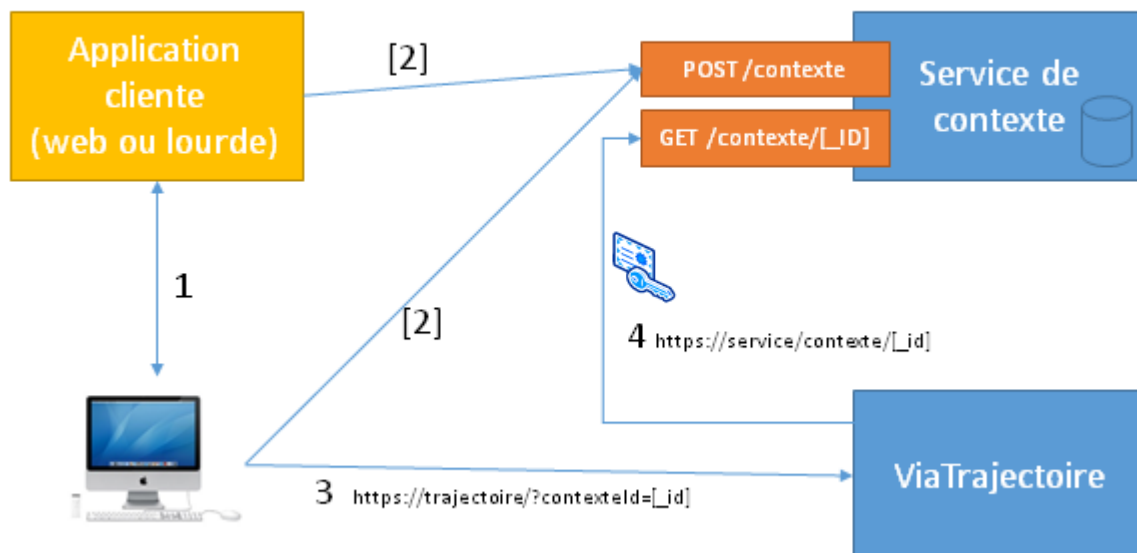 Application
cliente
(web ou lourde)
[2]
POST /contexte
GET /contexte/[_ID]
Service de
contexte
1
[2]
4 https://service/contexte/[_id]
3 https://trajectoire/?contexteId=[_id]
ViaTrajectoire